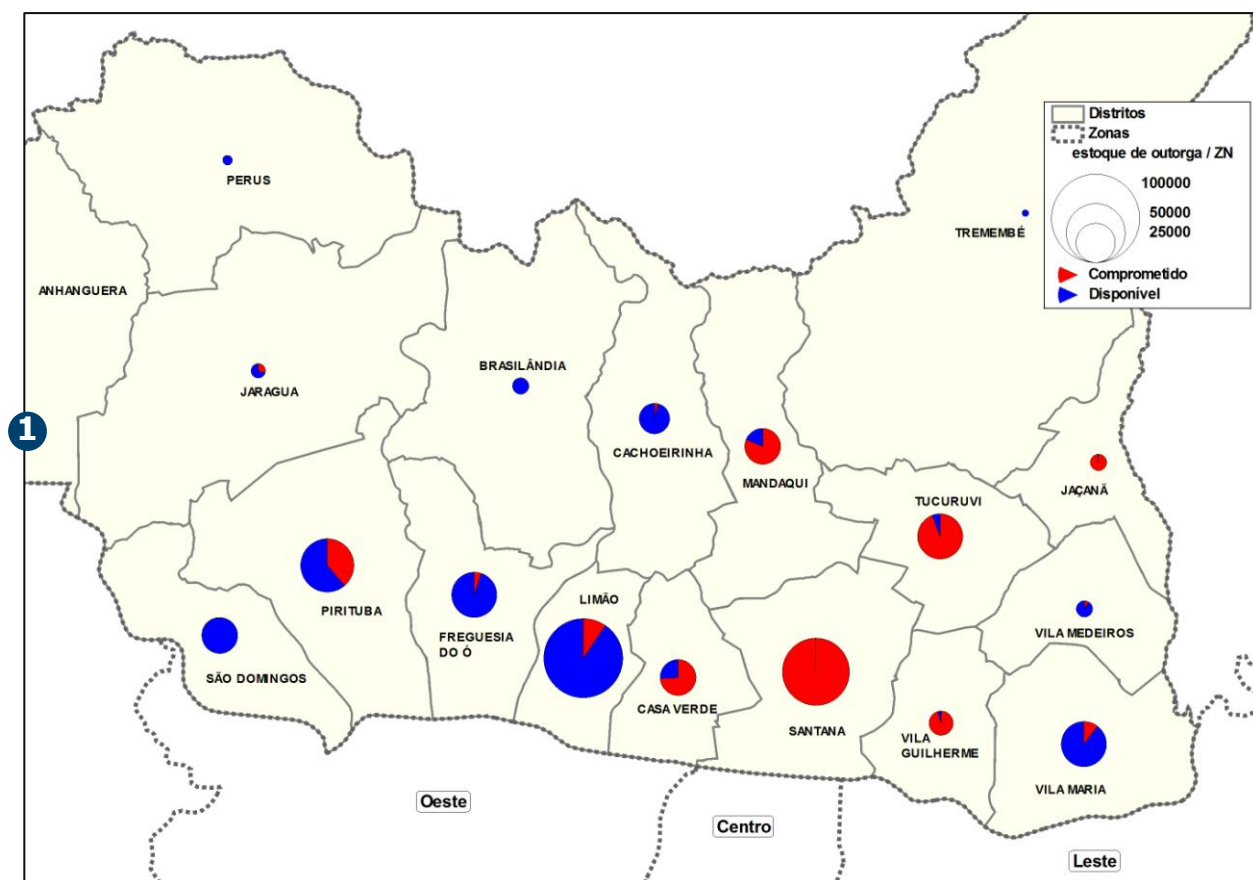 Distritos
Zonas
estoque de outorga / ZN
100000
50000
25000
Comprometido
Disponível
PERUS
TREMEMBÉ
ANHANGUERA
BRASILÂNDIA
JARAGUA
1
CACHOEIRINHA
MANDAQUI
JAÇANÃ
TUCURUVI
LIMÃO
PIRITUBA
FREGUESIA
DO Ó
VILA MEDEIROS
SÃO DOMINGOS
CASA VERDE
SANTANA
VILA
GUILHERME
VILA MARIA
Oeste
Centro
Leste